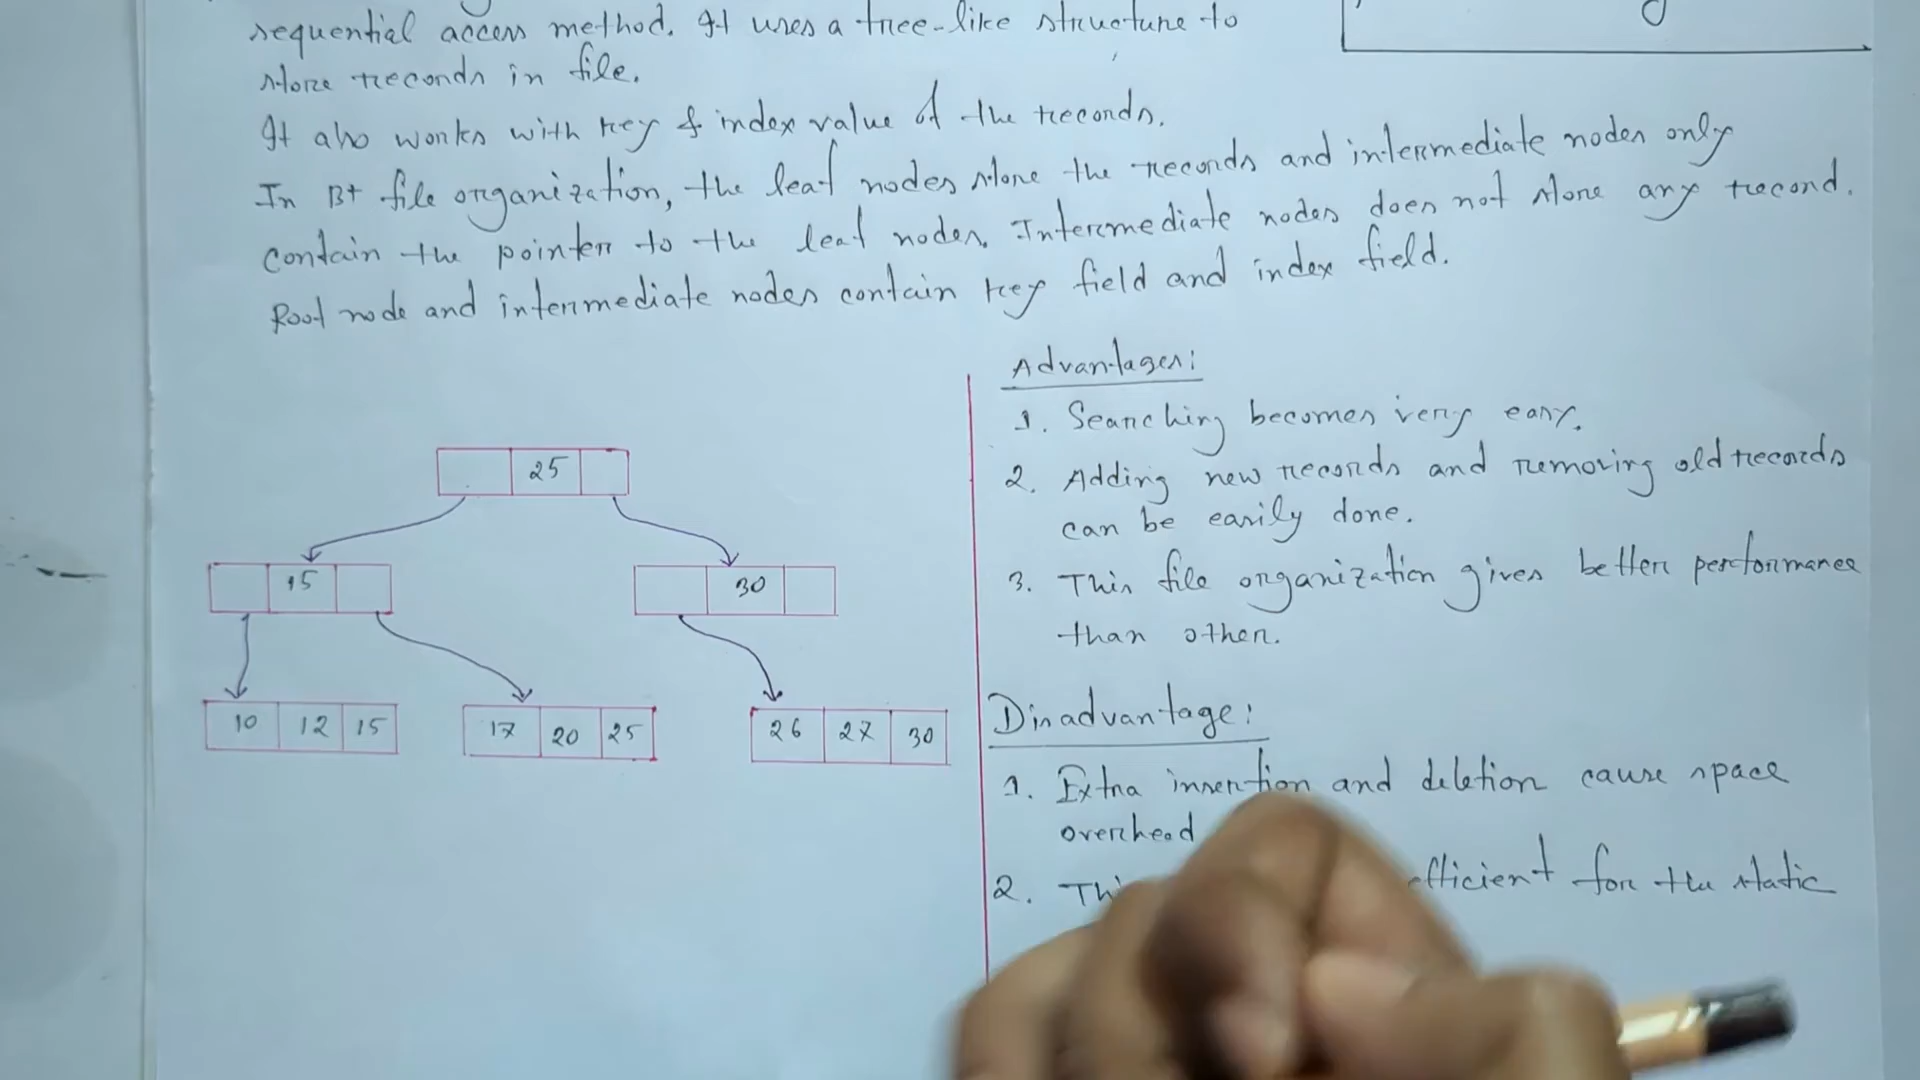 sequential access method. It uses a tree-like structure to
store records in file.
It also works with key & index value of the records.
In B+ file organization, the leaf nodes store the records and intermediate nodes only
contain the pointer to the leaf nodes. Intermediate nodes does not store any record.
Root node and intermediate nodes contain key field and index field.
25
15
30
10 12 15
17 20 25
26 27 30
Advantages:
1. Searching becomes very easy.
2. Adding new records and removing old records
can be easily done.
3. This file organization gives better performance
than other.
Disadvantage:
1. Extra insertion and deletion cause space
overhead
2. for the static